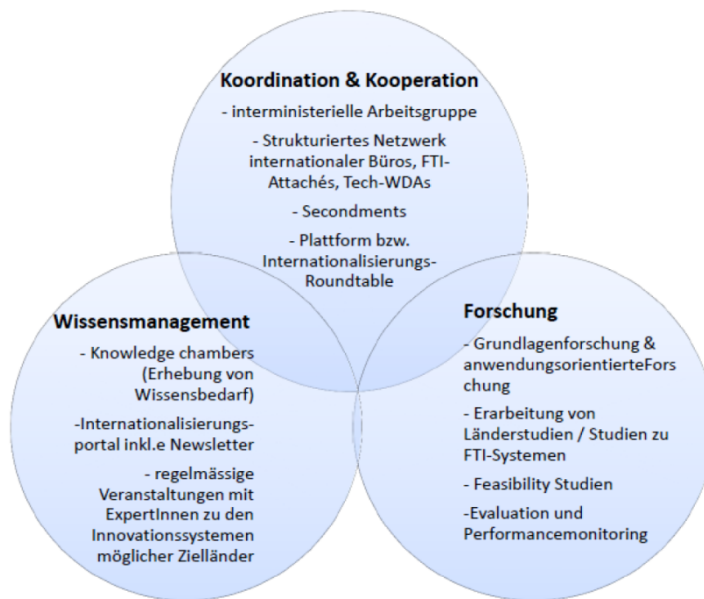 Koordination & Kooperation
- interministerielle Arbeitsgruppe
- Strukturiertes Netzwerk
internationaler Büros, FTI-
Attachés, Tech-WDAs
- Secondments
- Plattform bzw.
Internationalisierungs-
Roundtable
Wissensmanagement
- Knowledge chambers
(Erhebung von
Wissensbedarf)
-Internationalisierungs-
portal inkl.e Newsletter
- regelmässige
Veranstaltungen mit
ExpertInnen zu den
Innovationssystemen
möglicher Zielländer
Forschung
- Grundlagenforschung &
anwendungsorientierteFors
chung
- Erarbeitung von
Länderstudien / Studien zu
FTI-Systemen
- Feasibility Studien
-Evaluation und
Performancemonitoring